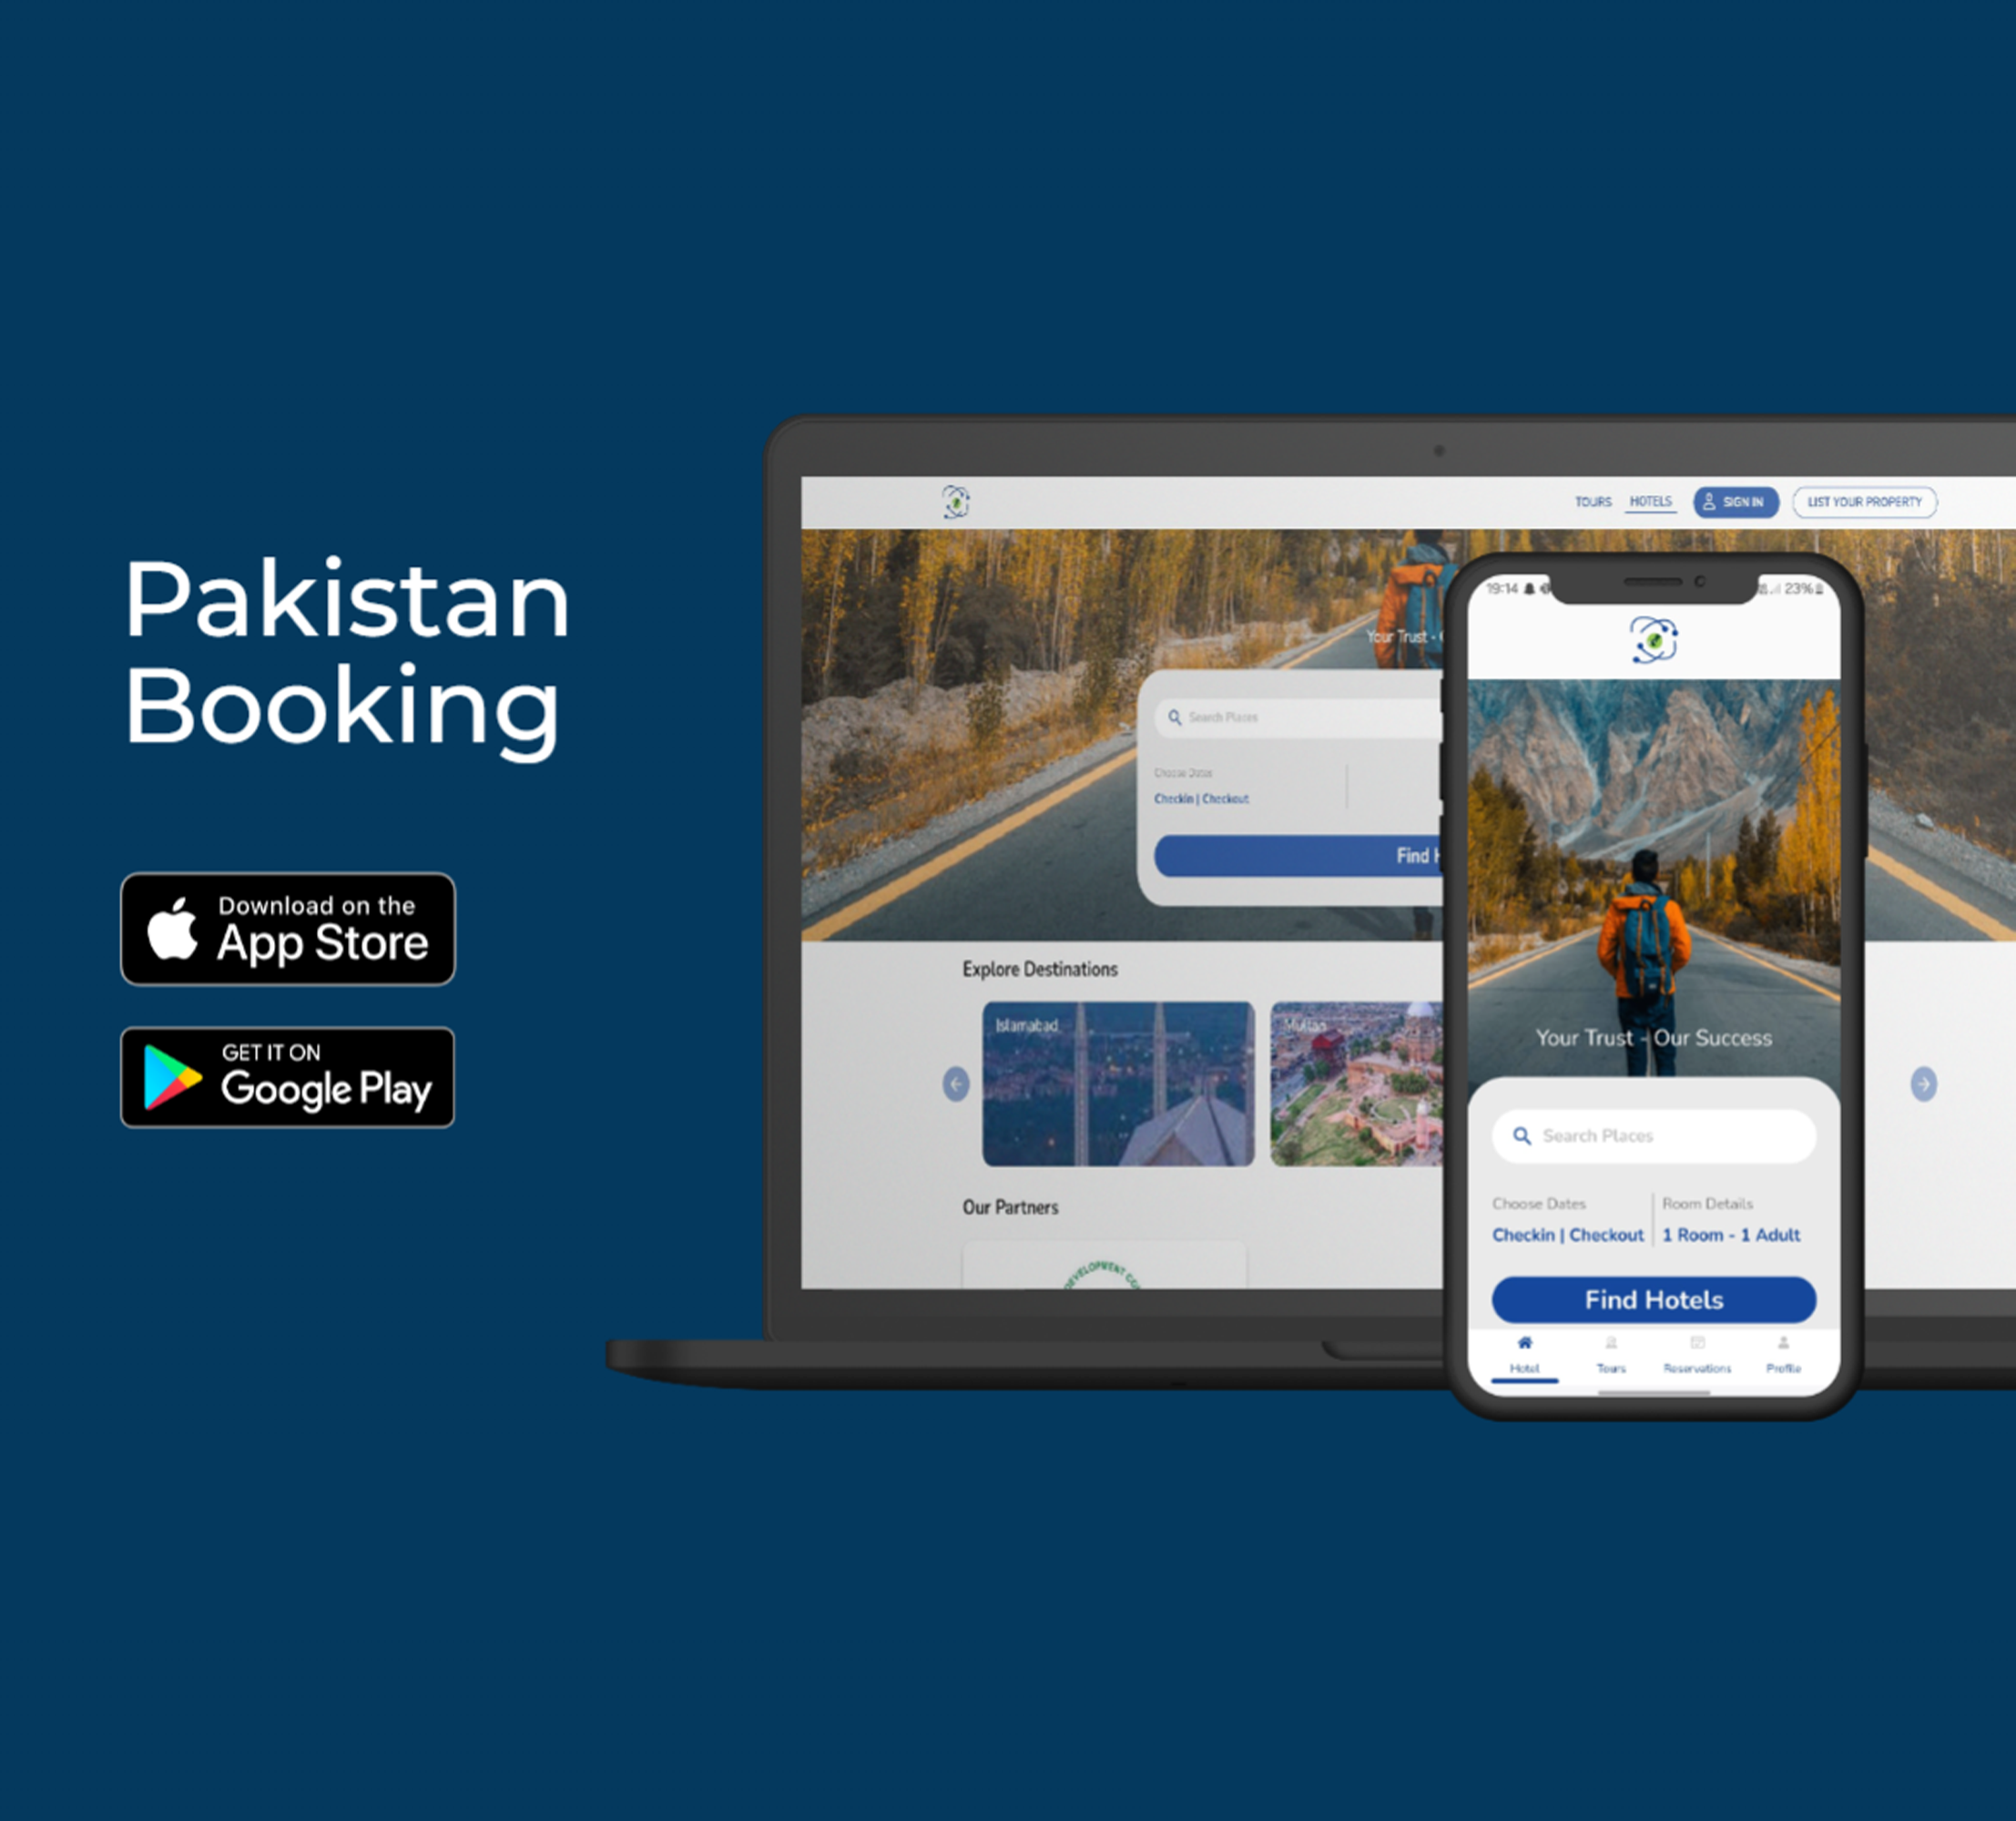 Pakistan
Booking
Download on the
App Store
GET IT ON
Google Play
TOURS HOTELS SIGN IN LIST YOUR PROPERTY
Your Trust -
Search Places
Choose Dates
Checkin | Checkout
Find
Explore Destinations
Islamabad
Multan
Our Partners
DEVELOPMENT
19:14 23%
Your Trust - Our Success
Search Places
Choose Dates Room Details
Checkin | Checkout 1 Room - 1 Adult
Find Hotels
Hotel Tours Reservations Profile